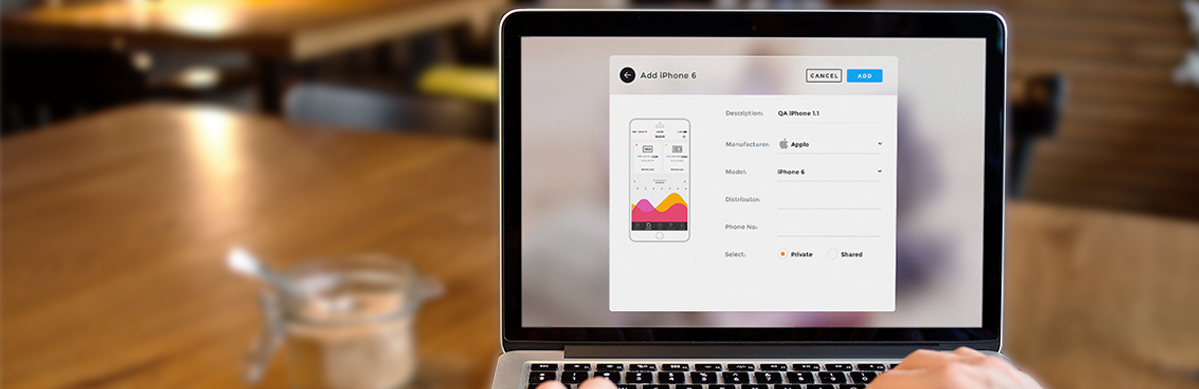 Add iPhone 6
CANCEL
ADD
Description: QA iPhone 1.1
Manufacturer: Apple
Model: iPhone 6
Distributor:
Phone No:
Select: Private Shared